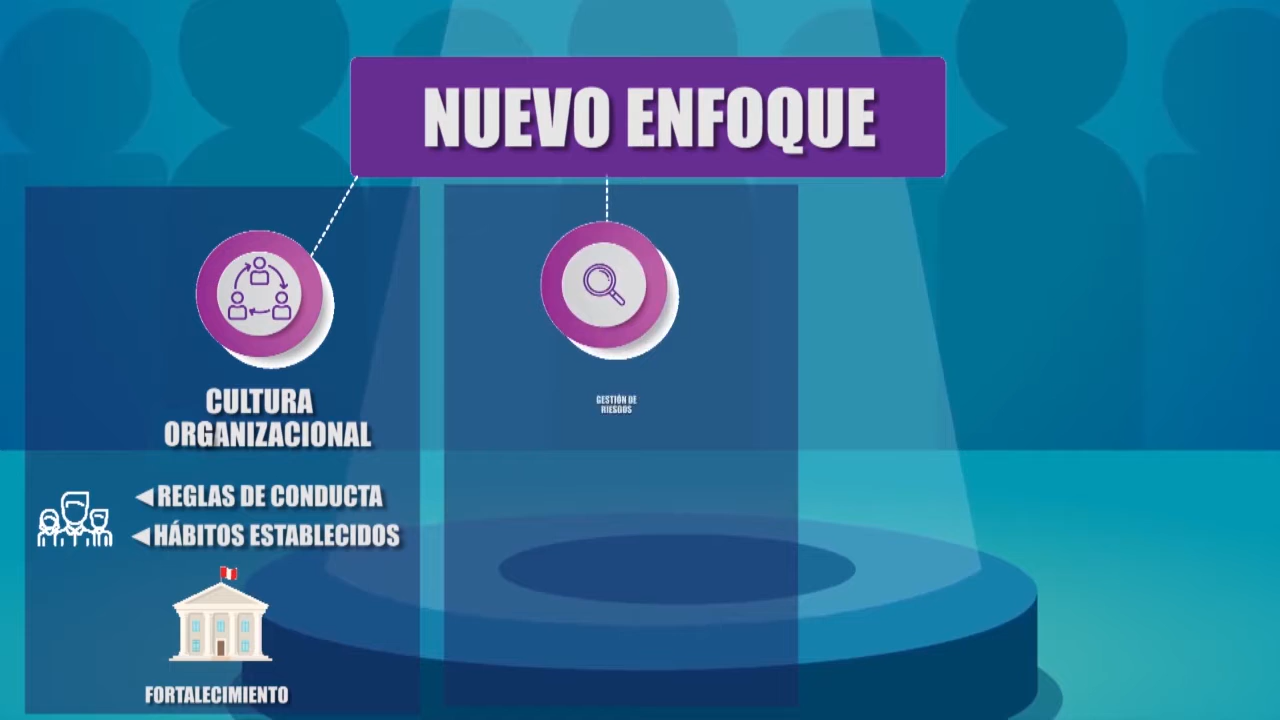 NUEVO ENFOQUE
CULTURA
ORGANIZACIONAL
REGLAS DE CONDUCTA
HÁBITOS ESTABLECIDOS
FORTALECIMIENTO
GESTIÓN DE
RIESGOS